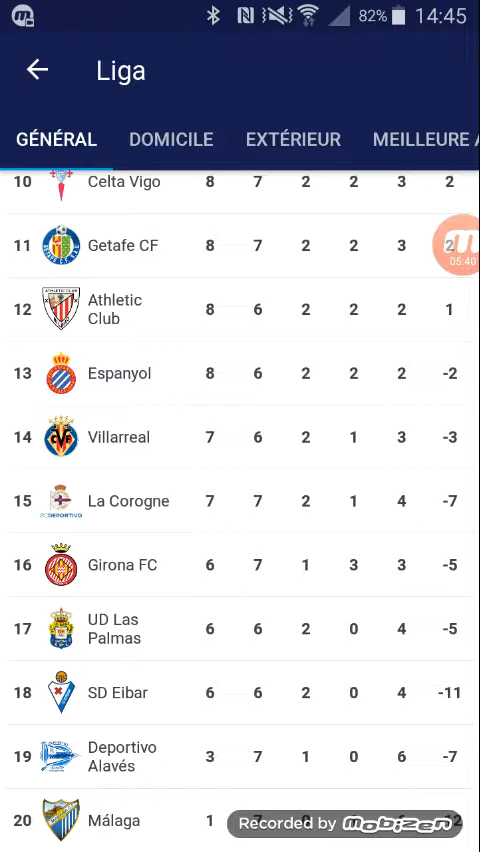 82% 14:45
Liga
GÉNÉRAL DOMICILE EXTÉRIEUR MEILLEURE A
10 Celta Vigo 8 7 2 2 3 2
11 Getafe CF 8 7 2 2 3 2
05:40
12 Athletic Club 8 6 2 2 2 1
13 Espanyol 8 6 2 2 2 -2
14 Villarreal 7 6 2 1 3 -3
15 La Corogne 7 7 2 1 4 -7
16 Girona FC 6 7 1 3 3 -5
17 UD Las Palmas 6 6 2 0 4 -5
18 SD Eibar 6 6 2 0 4 -11
19 Deportivo Alavés 3 7 1 0 6 -7
20 Málaga 1
Recorded by mobizen